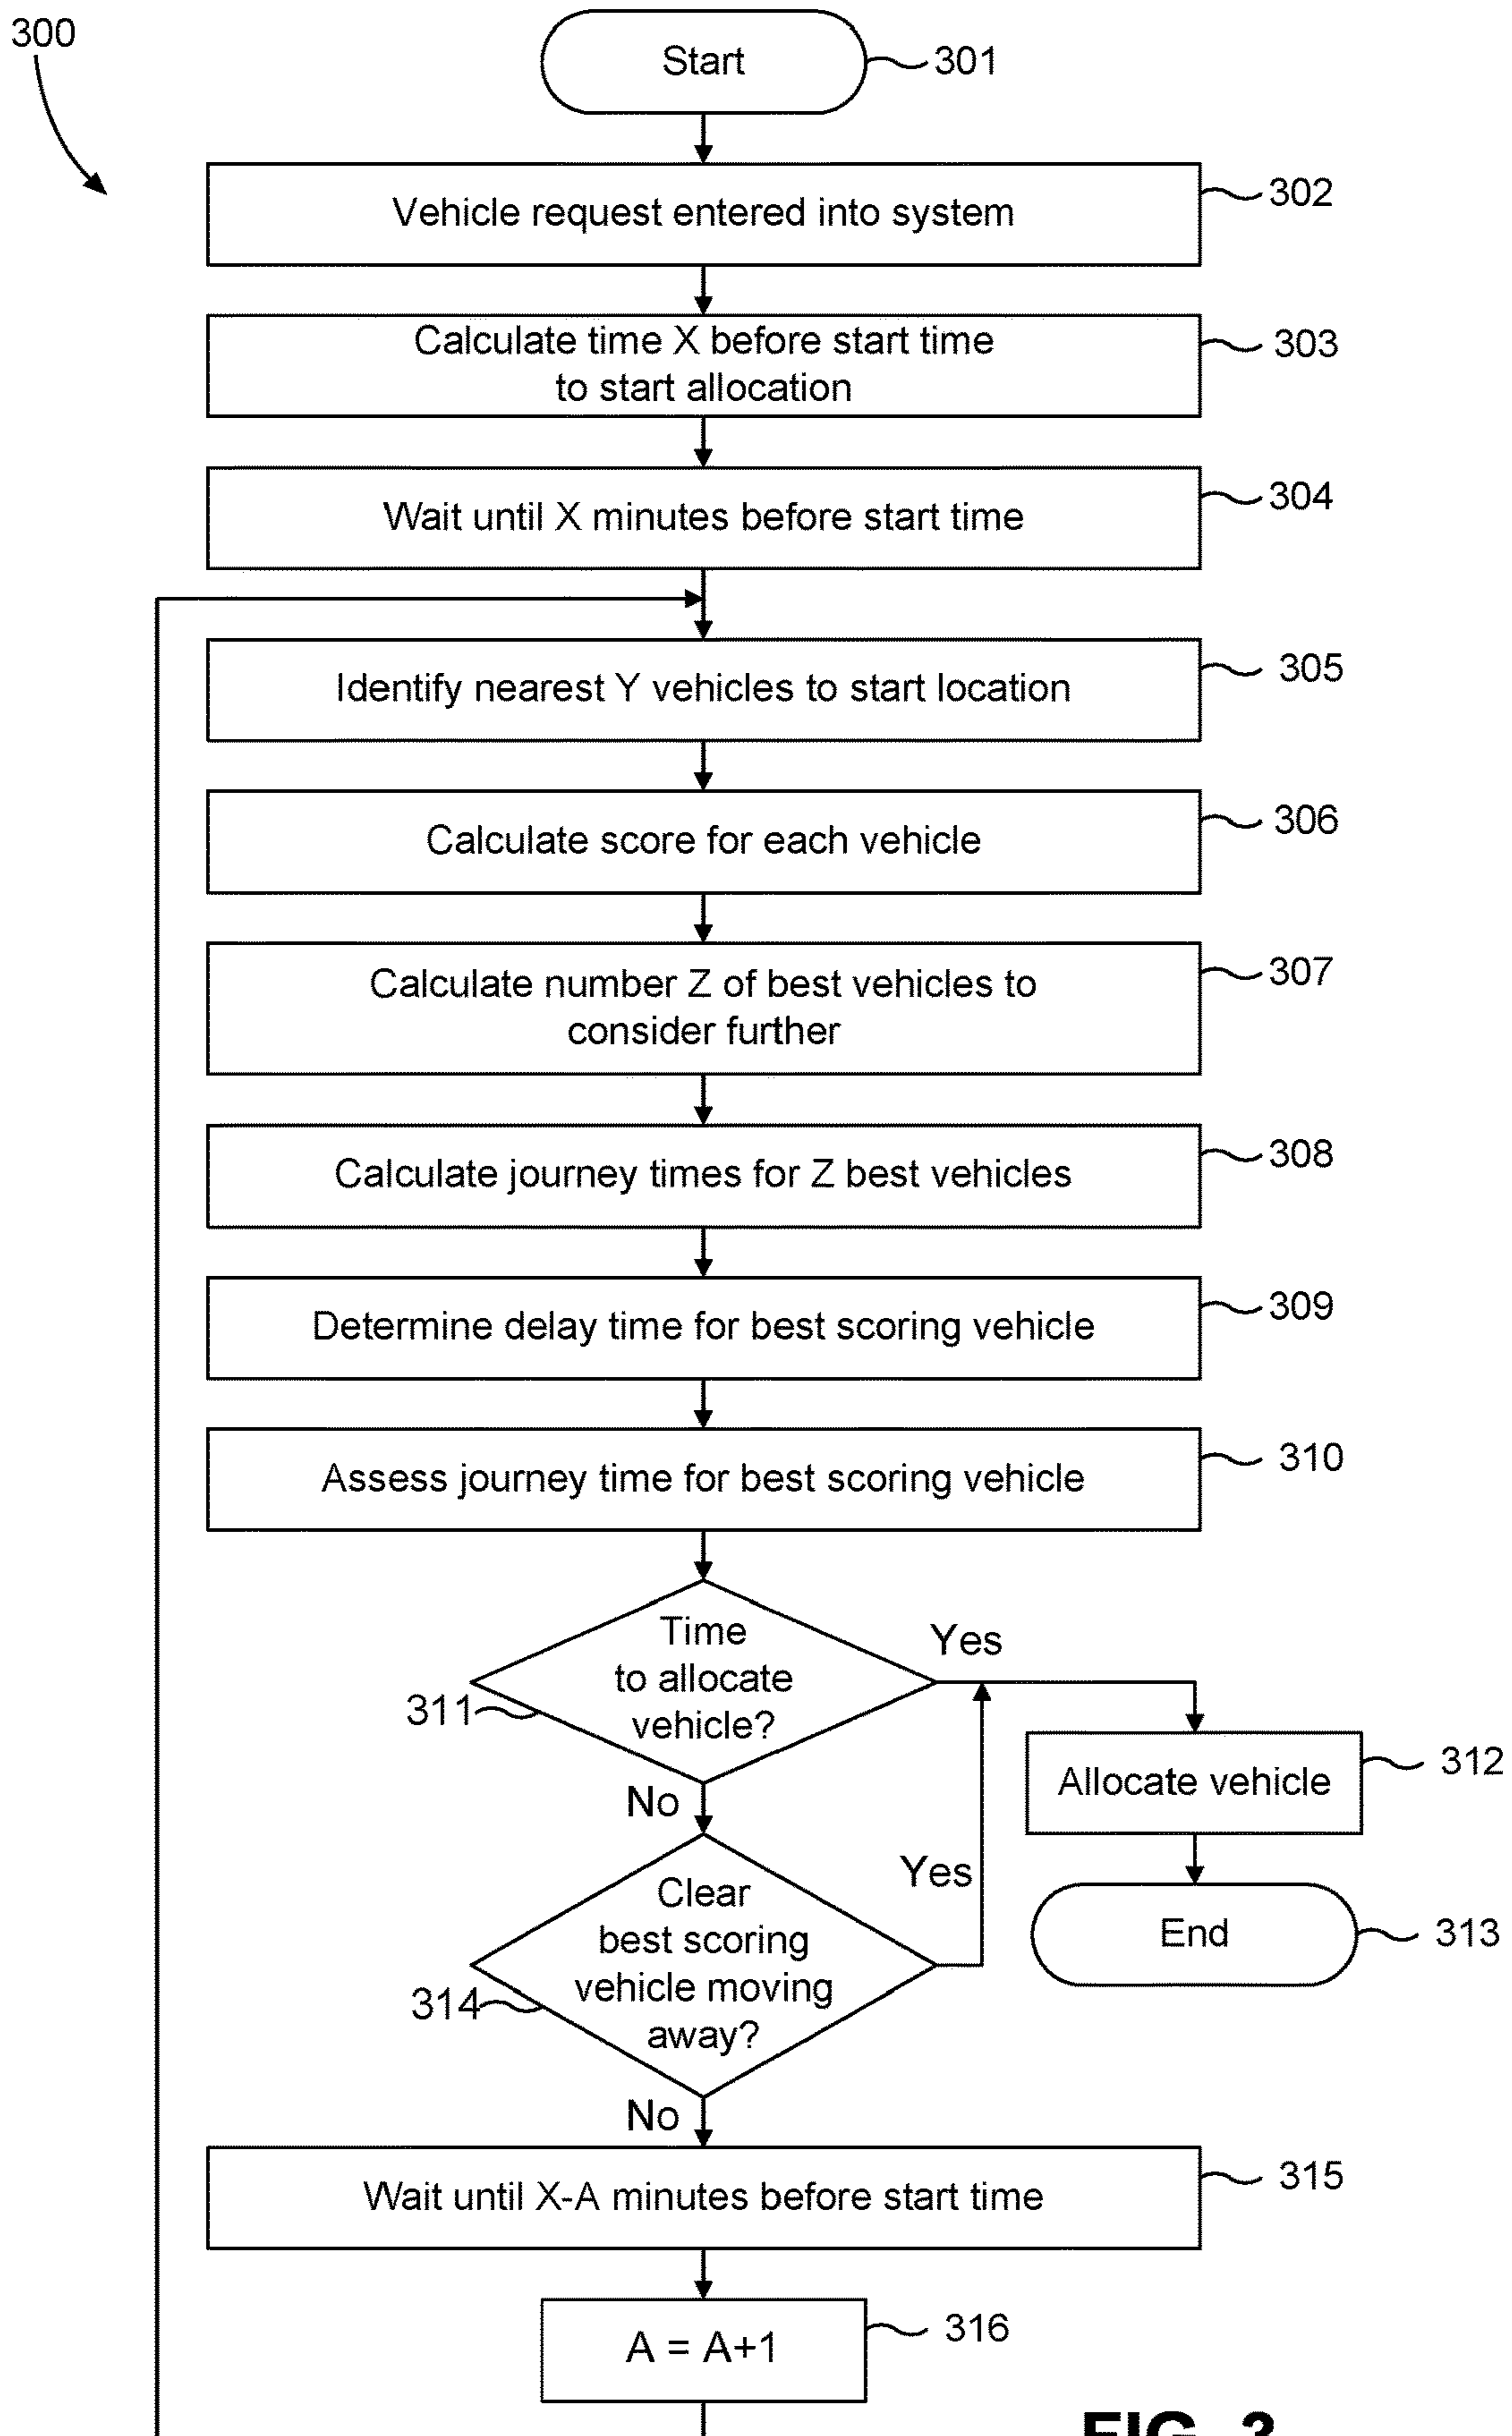 300
Start
301
Vehicle request entered into system
302
Calculate time X before start time
to start allocation
303
Wait until X minutes before start time
304
Identify nearest Y vehicles to start location
305
Calculate score for each vehicle
306
Calculate number Z of best vehicles to
consider further
307
Calculate journey times for Z best vehicles
308
Determine delay time for best scoring vehicle
309
Assess journey time for best scoring vehicle
310
Time
to allocate
vehicle?
311
Yes
No
Allocate vehicle
312
End
313
Clear
best scoring
vehicle moving
away?
314
Yes
No
Wait until X-A minutes before start time
315
A = A+1
316
FIG. 3